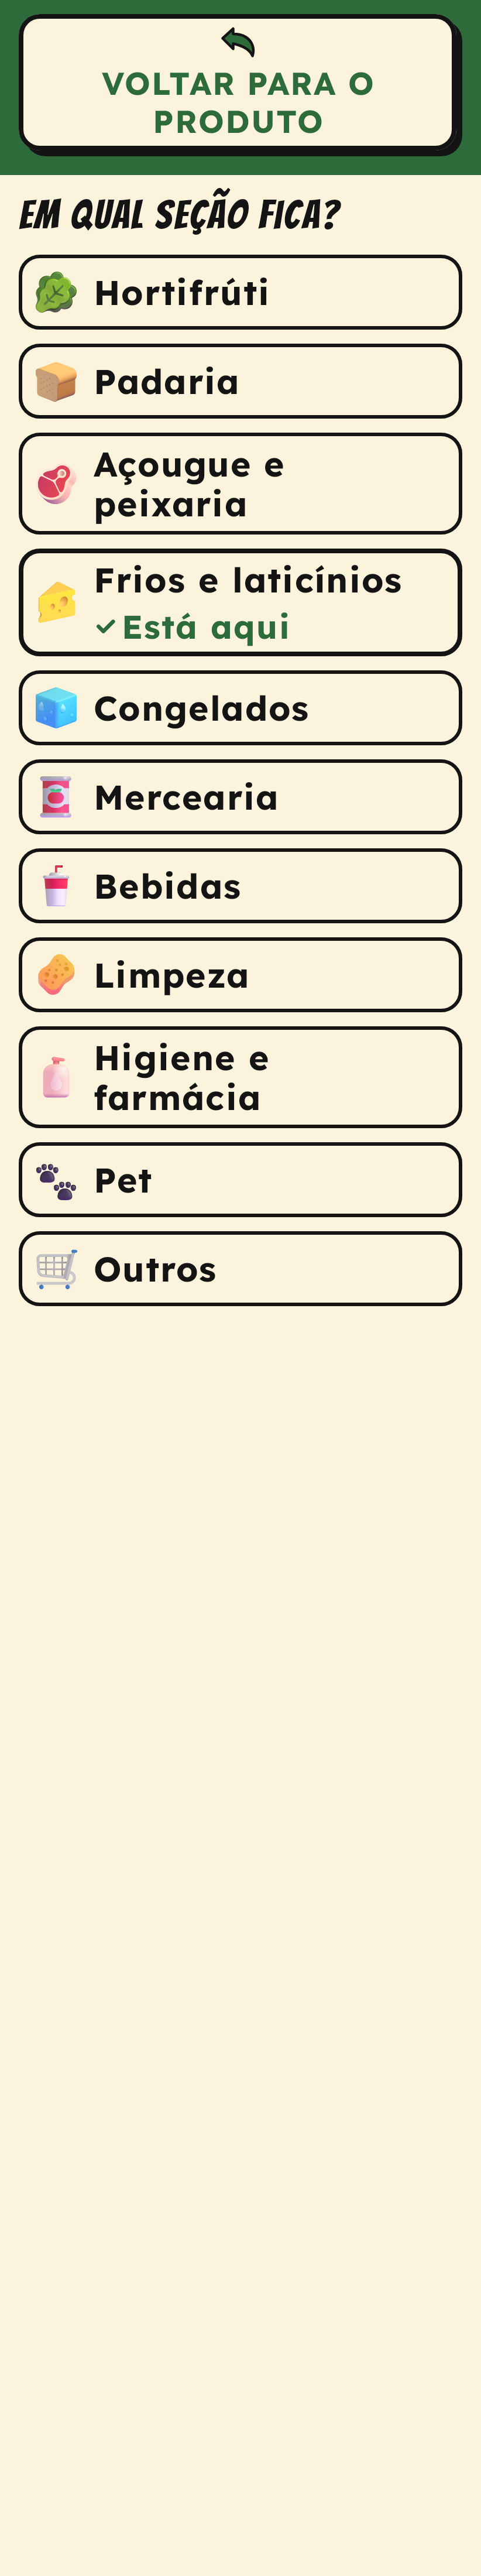 VOLTAR PARA O
PRODUTO
EM QUAL SEÇÃO FICA?
Hortifrúti
Padaria
Açougue e
peixaria
Frios e laticínios
Está aqui
Congelados
Mercearia
Bebidas
Limpeza
Higiene e
farmácia
Pet
Outros